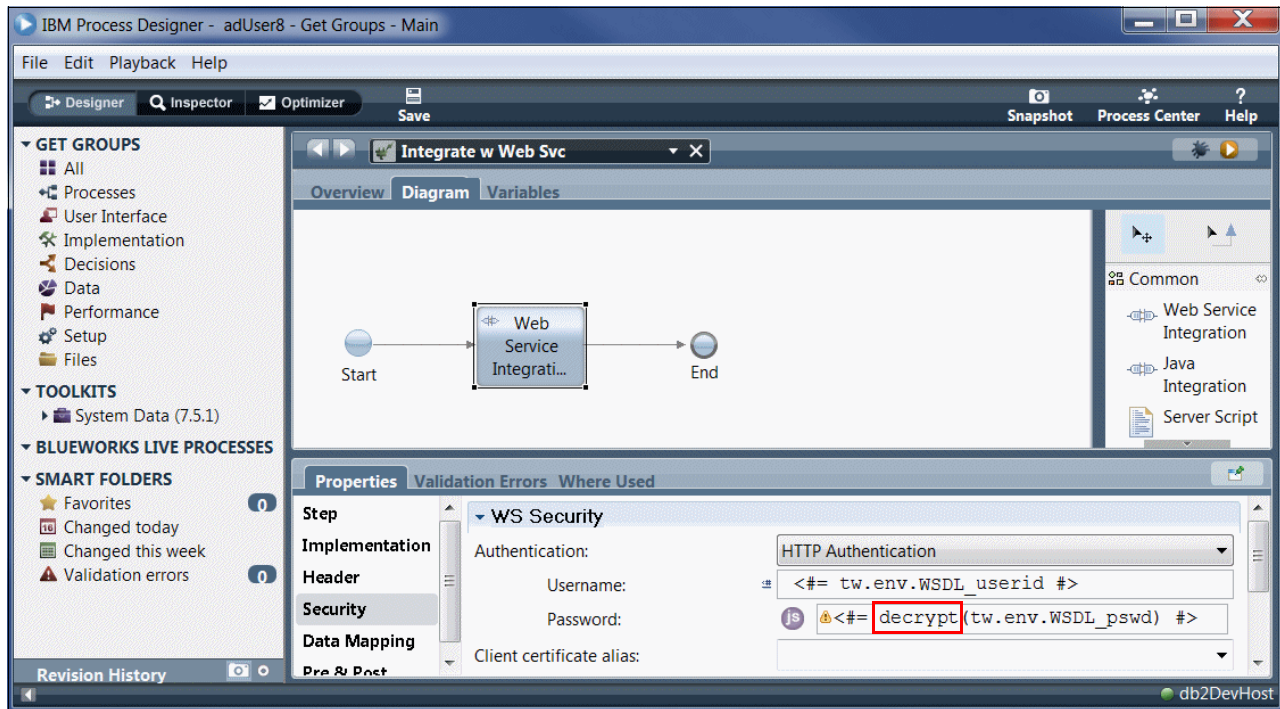 IBM Process Designer - adUser8 - Get Groups - Main
File Edit Playback Help
Designer Inspector Optimizer Save Snapshot Process Center Help
GET GROUPS
All
Processes
User Interface
Implementation
Decisions
Data
Performance
Setup
Files
TOOLKITS
System Data (7.5.1)
BLUEWORKS LIVE PROCESSES
SMART FOLDERS
Favorites 0
Changed today
Changed this week
Validation errors 0
Revision History
Integrate w Web Svc
Overview Diagram Variables
Start
Web
Service
Integrati...
End
Common
Web Service
Integration
Java
Integration
Server Script
Properties Validation Errors Where Used
Step
Implementation
Header
Security
Data Mapping
Pre & Post
WS Security
Authentication: HTTP Authentication
Username: <#= tw.env.WSDL_userid #>
Password: js <#= decrypt(tw.env.WSDL_pswd) #>
Client certificate alias:
db2DevHost